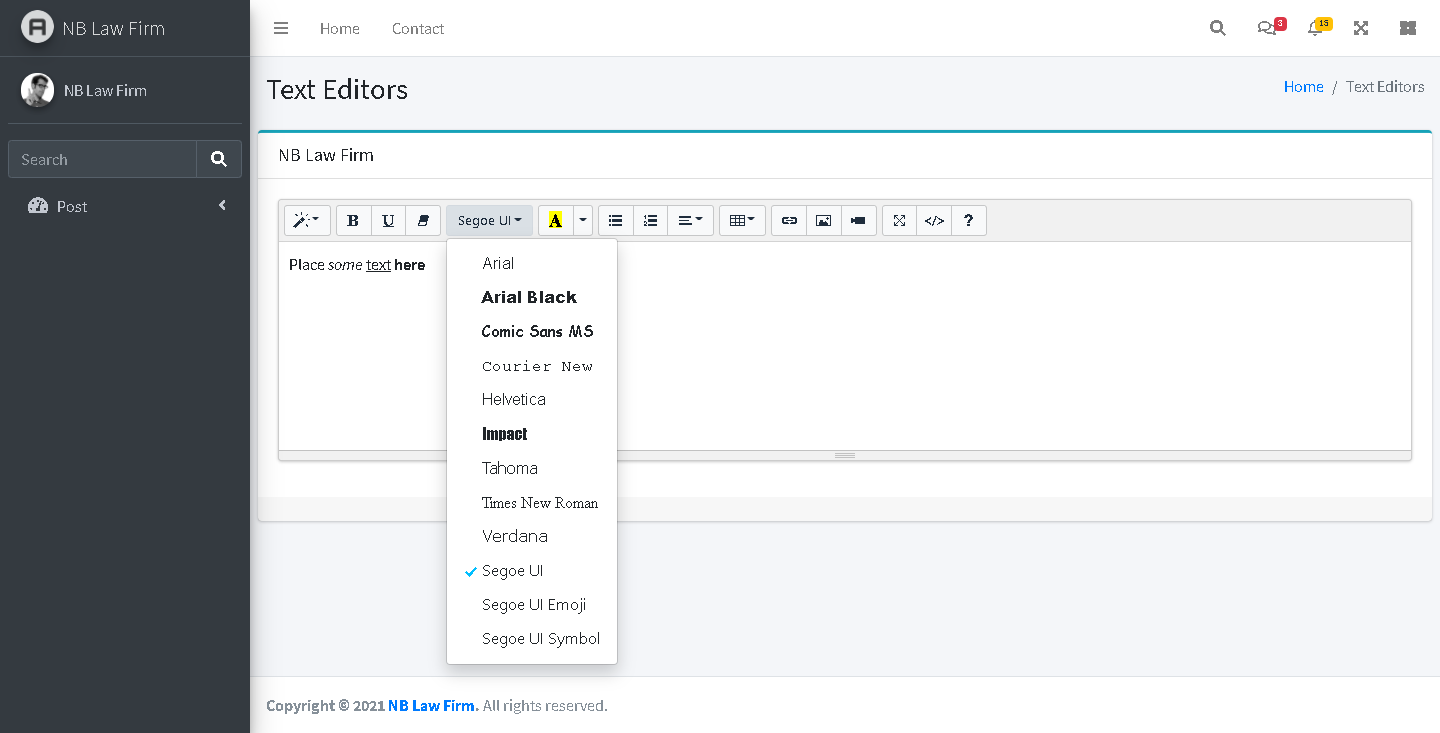 NB Law Firm
Home
Contact
3
15
NB Law Firm
Search
Post
Text Editors
Home / Text Editors
NB Law Firm
B U Segoe UI A </> ?
Place some text here
Arial
Arial Black
Comic Sans MS
Courier New
Helvetica
Impact
Tahoma
Times New Roman
Verdana
Segoe UI
Segoe UI Emoji
Segoe UI Symbol
Copyright © 2021 NB Law Firm. All rights reserved.